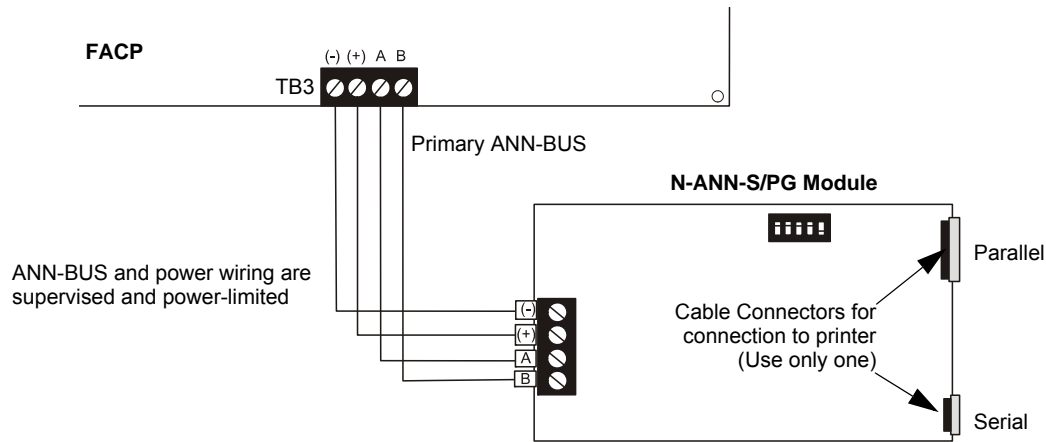 FACP
(-) (+) A B
TB3
Primary ANN-BUS
N-ANN-S/PG Module
Parallel
ANN-BUS and power wiring are
supervised and power-limited
(-)
(+)
A
B
Cable Connectors for
connection to printer
(Use only one)
Serial